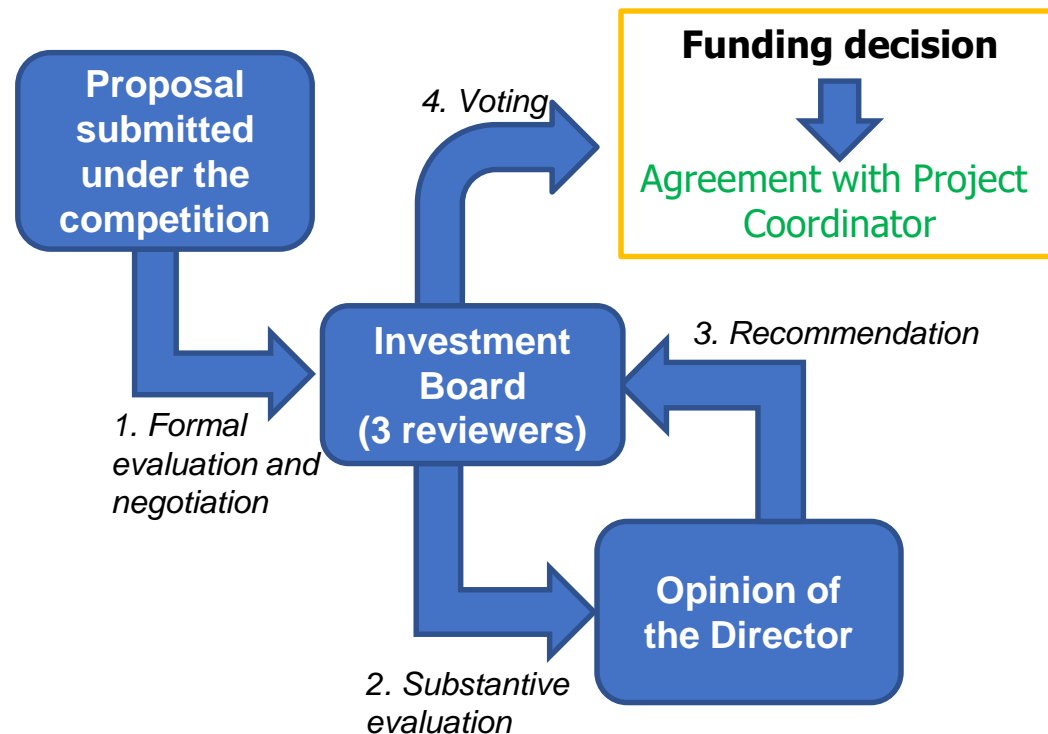 Proposal
submitted
under the
competition
4. Voting
Funding decision
Agreement with Project
Coordinator
1. Formal
evaluation and
negotiation
Investment
Board
(3 reviewers)
3. Recommendation
2. Substantive
evaluation
Opinion of
the Director